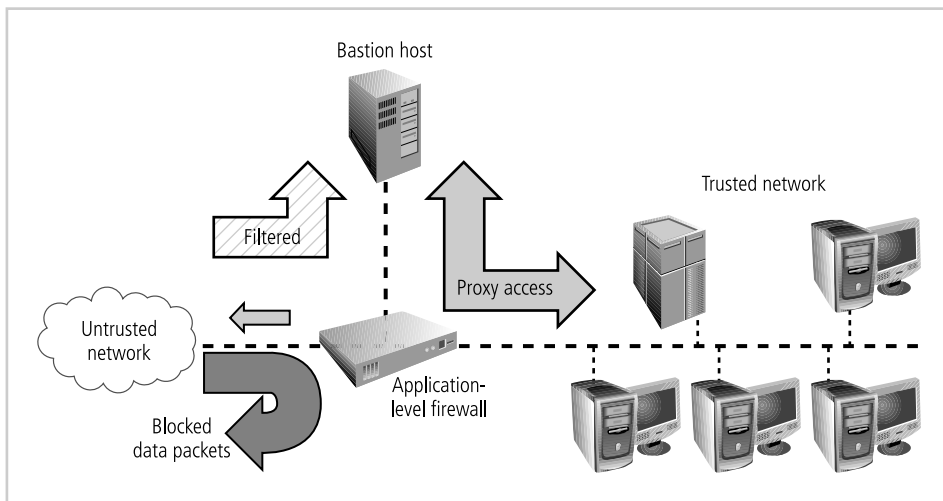 Bastion host
Trusted network
Filtered
Proxy access
Untrusted
network
Application-
level firewall
Blocked
data packets